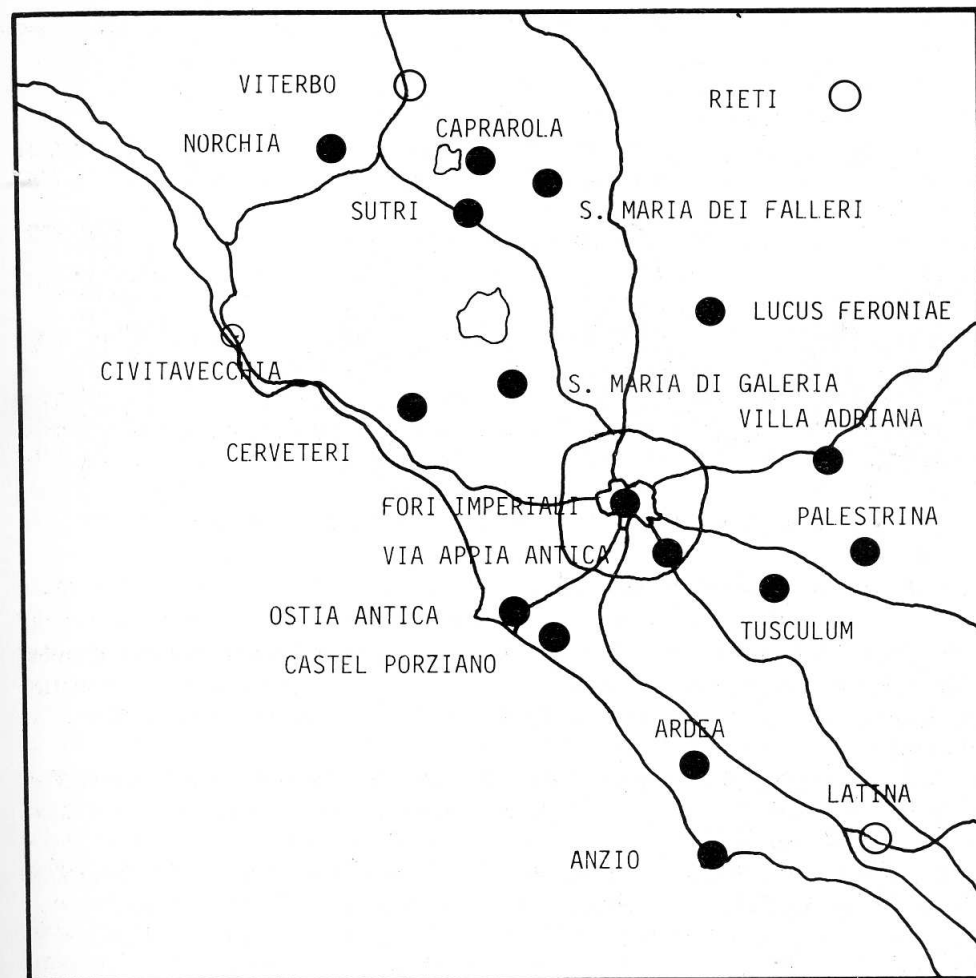 VITERBO
RIETI
NORCHIA
CAPRAROLA
SUTRI
S. MARIA DEI FALLERI
LUCUS FERONIAE
CIVITAVECCHIA
S. MARIA DI GALERIA
VILLA ADRIANA
CERVETERI
FORI IMPERIALI
PALESTRINA
VIA APPIA ANTICA
OSTIA ANTICA
TUSCULUM
CASTEL PORZIANO
ARDEA
LATINA
ANZIO